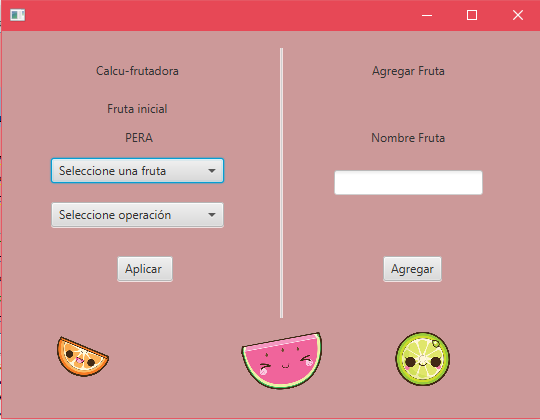 Calcu-frutadora
Fruta inicial
PERA
Seleccione una fruta
Seleccione operación
Aplicar
Agregar Fruta
Nombre Fruta
Agregar